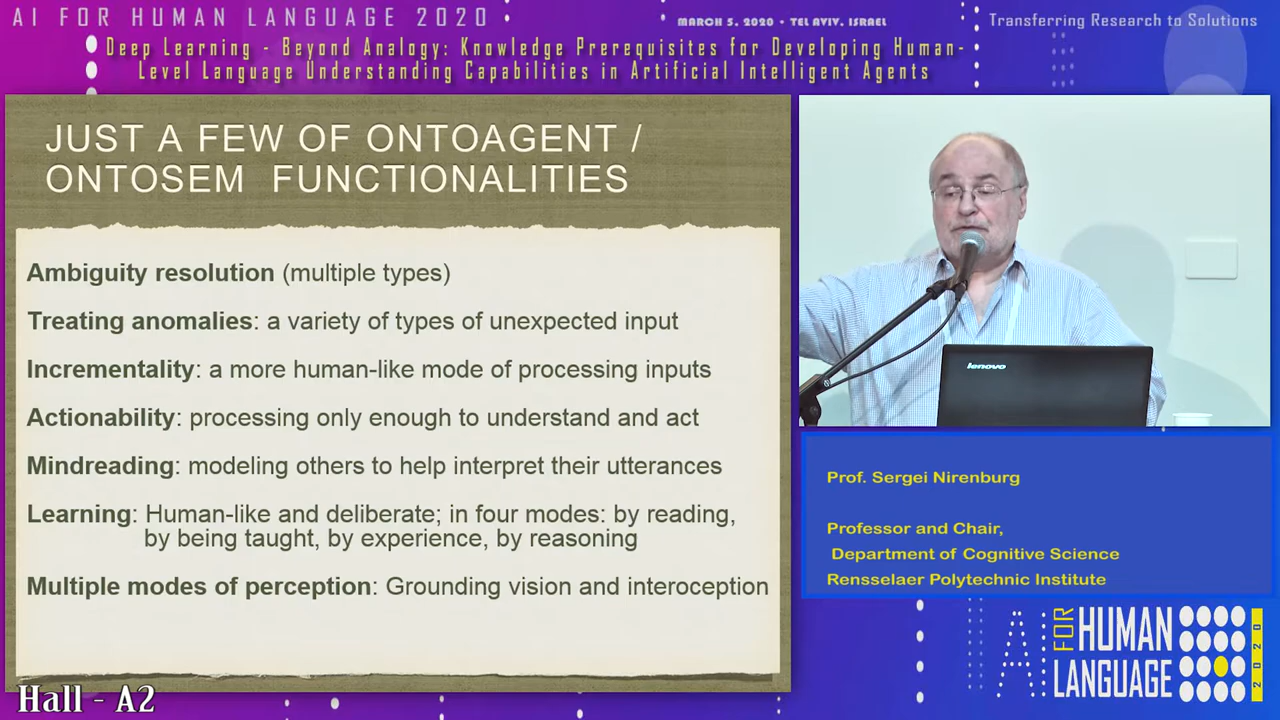 AI FOR HUMAN LANGUAGE 2020
MARCH 5, 2020 • TEL AVIV, ISRAEL
Transferring Research to Solutions
Deep Learning - Beyond Analogy: Knowledge Prerequisites for Developing Human-
Level Language Understanding Capabilities in Artificial Intelligent Agents
JUST A FEW OF ONTOAGENT /
ONTOSEM FUNCTIONALITIES
Ambiguity resolution (multiple types)
Treating anomalies: a variety of types of unexpected input
Incrementality: a more human-like mode of processing inputs
Actionability: processing only enough to understand and act
Mindreading: modeling others to help interpret their utterances
Learning: Human-like and deliberate; in four modes: by reading,
by being taught, by experience, by reasoning
Multiple modes of perception: Grounding vision and interoception
lenovo
Prof. Sergei Nirenburg
Professor and Chair,
Department of Cognitive Science
Rensselaer Polytechnic Institute
Hall - A2
AI FOR HUMAN
LANGUAGE 2020